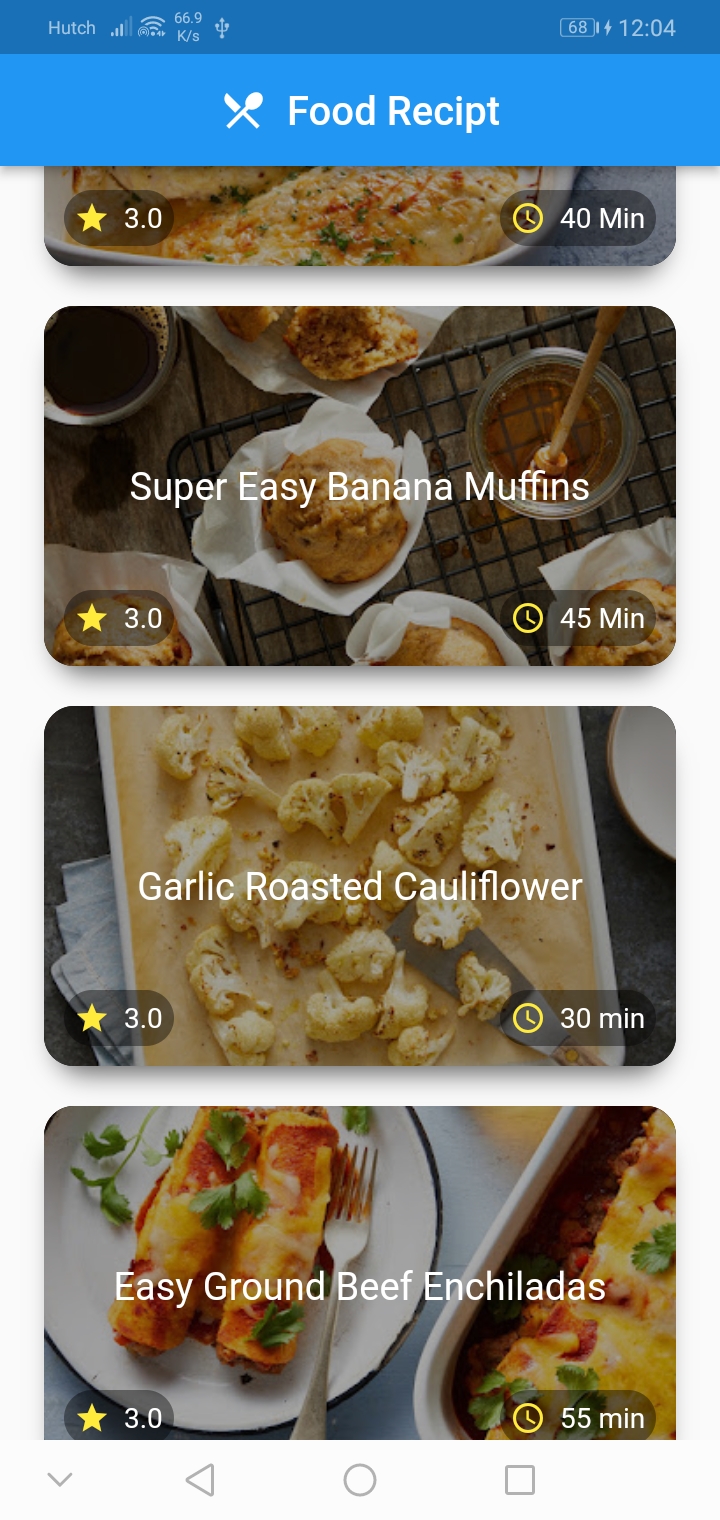 Hutch 66.9 K/s 68 12:04
Food Recipt
3.0 40 Min
Super Easy Banana Muffins
3.0 45 Min
Garlic Roasted Cauliflower
3.0 30 min
Easy Ground Beef Enchiladas
3.0 55 min